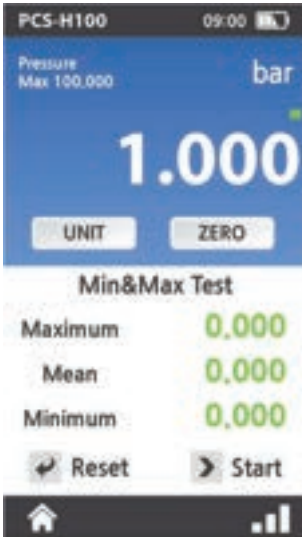 PCS-H100 09:00
Pressure bar
Max 100,000
1.000
UNIT ZERO
Min&Max Test
Maximum 0.000
Mean 0.000
Minimum 0.000
Reset Start